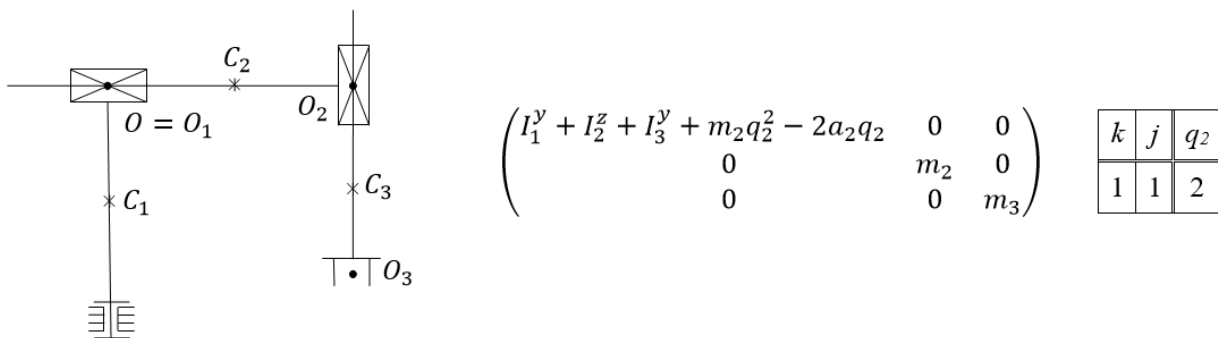 C₂
O₂
O = O₁
C₁
C₃
O₃
I₁ʸ + I₂ᶻ + I₃ʸ + m₂q₂² − 2a₂q₂ 0 0
0 m₂ 0
0 0 m₃
k j q₂
1 1 2